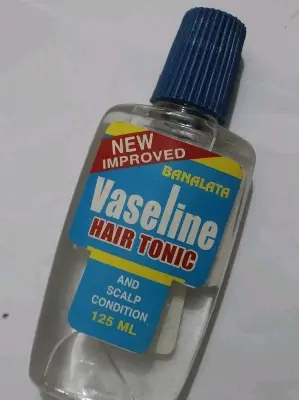 NEW
IMPROVED
BANALATA
Vaseline
HAIR TONIC
AND
SCALP
CONDITION
125 ML